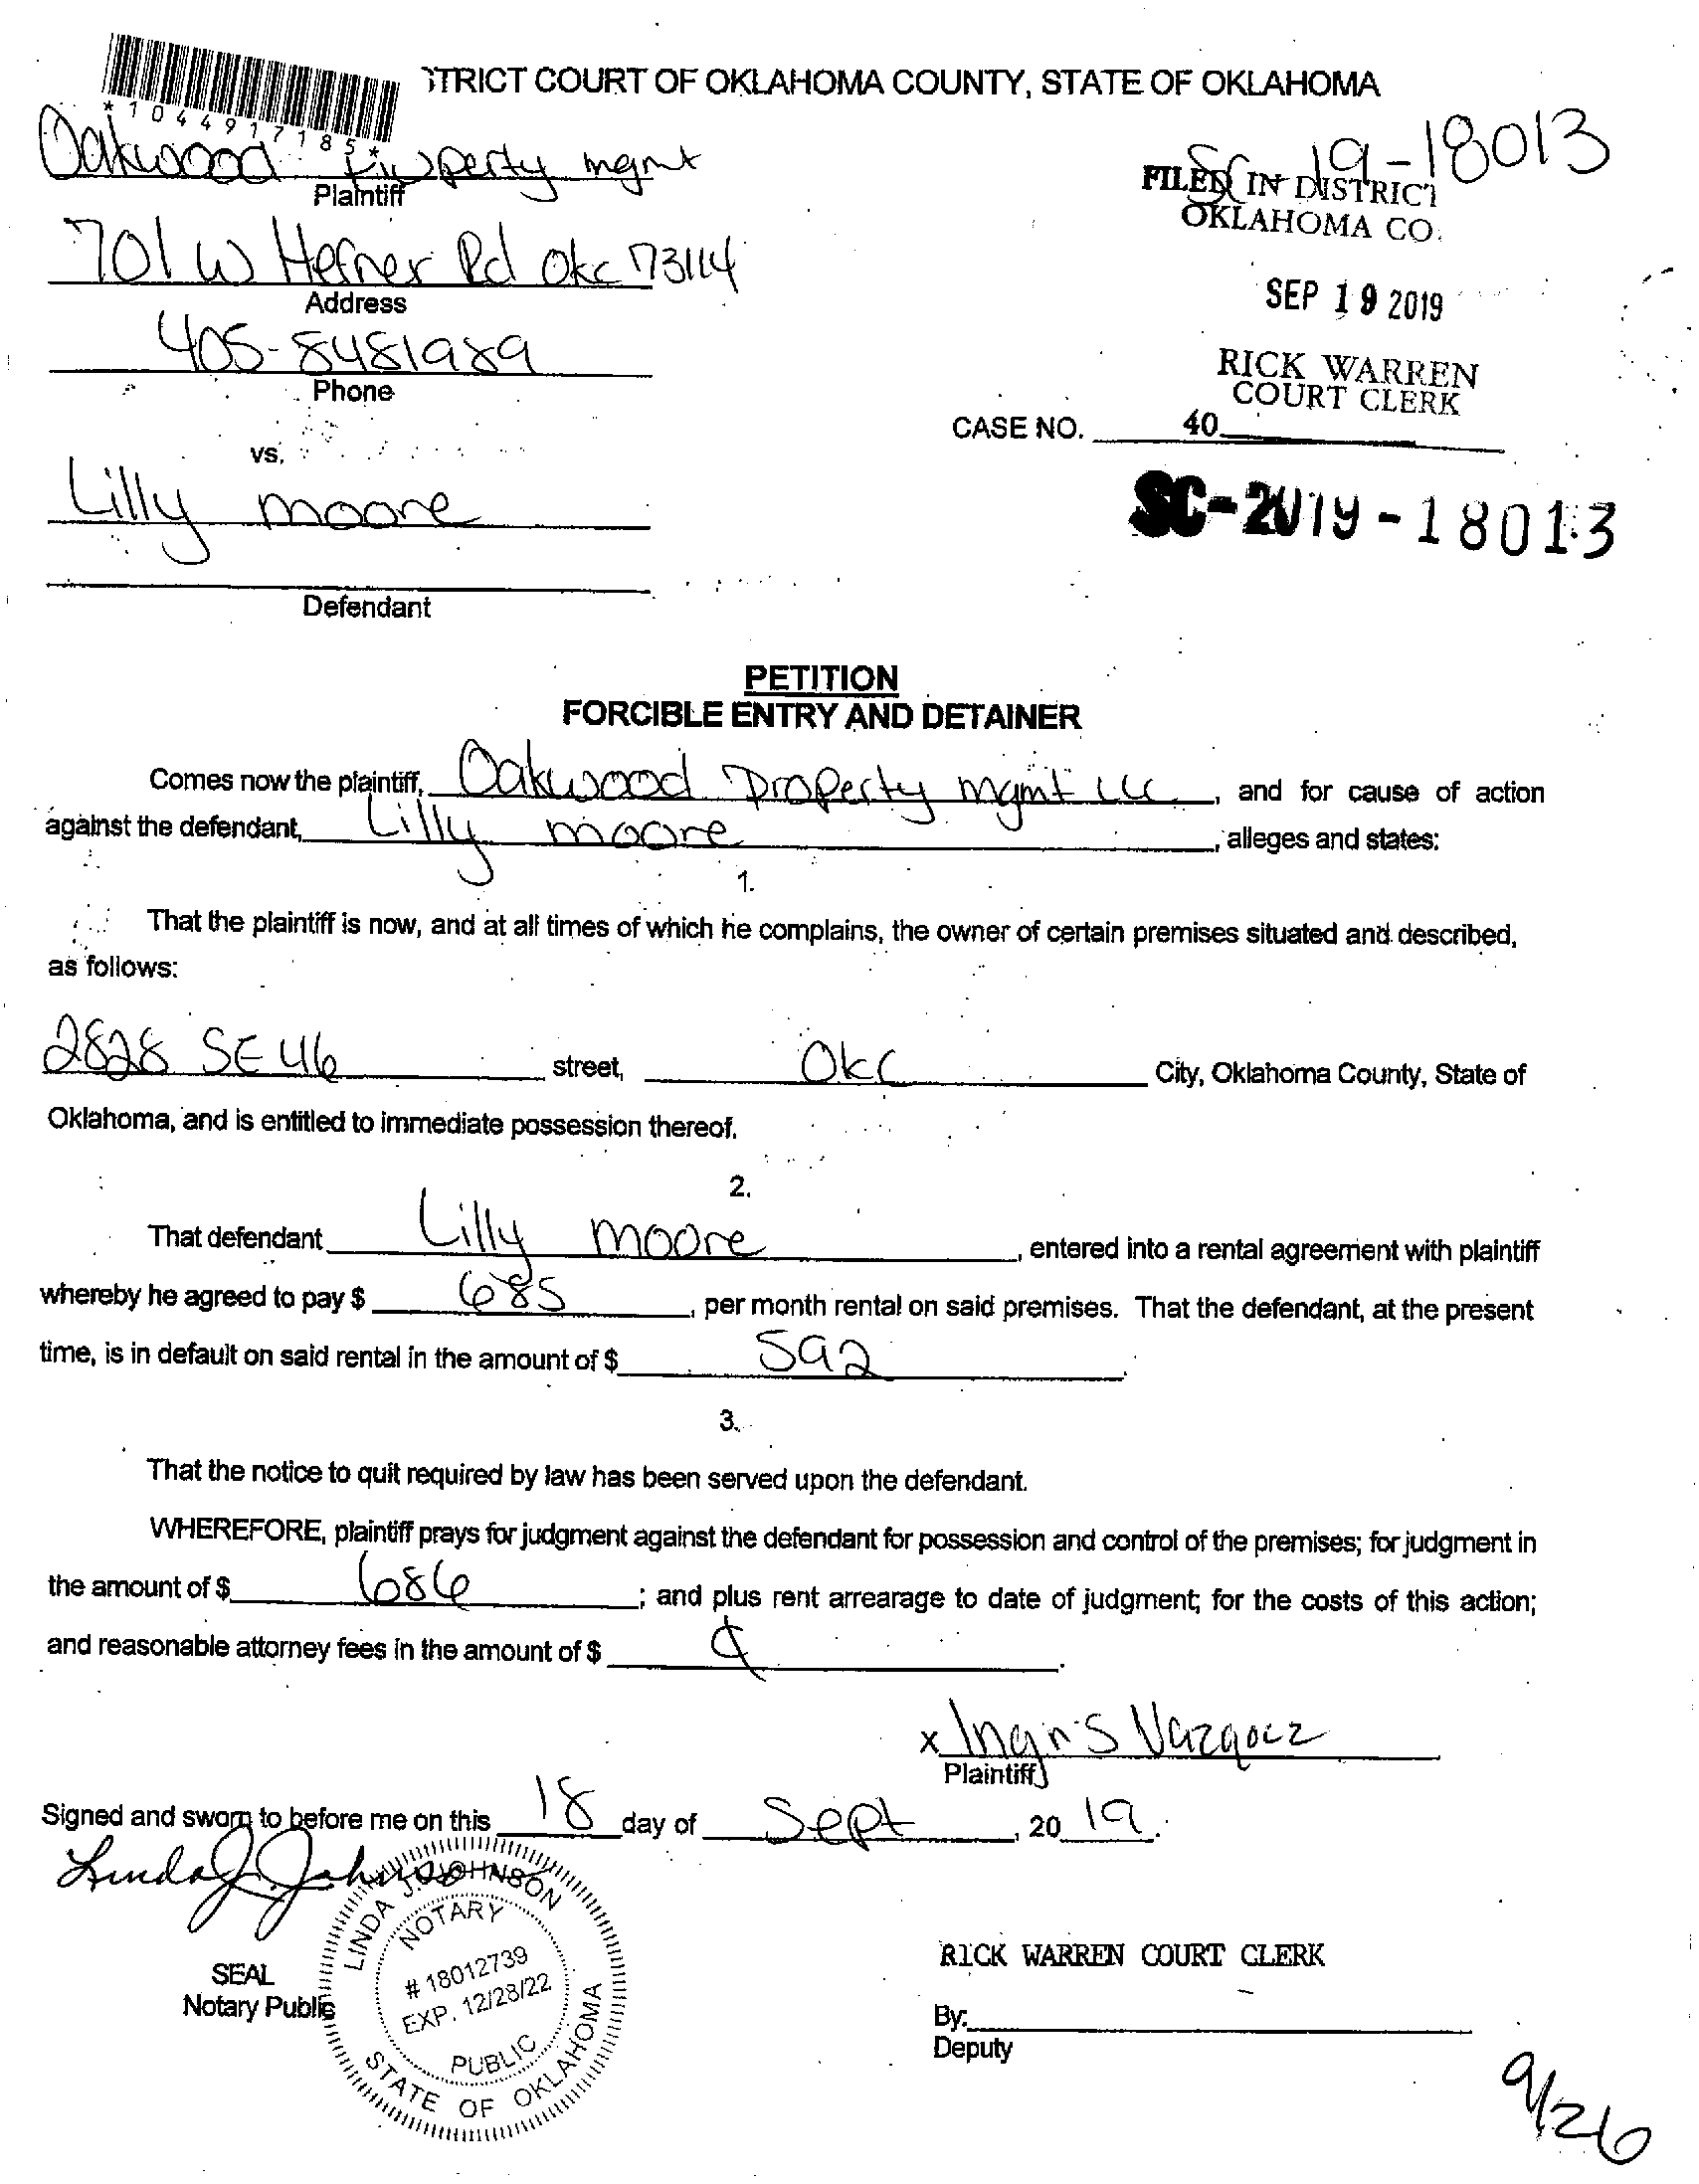 ITRICT COURT OF OKLAHOMA COUNTY, STATE OF OKLAHOMA
*1044917185*
Oakwood Property mgmt
Plaintiff
SC 19-18013
FILED IN DISTRICT
OKLAHOMA CO.
701 W Hefner Rd Okc 73114
Address
SEP 19 2019
405-8481989
Phone
RICK WARREN
COURT CLERK
CASE NO. 40
vs.
Lilly moore
SC-2019-18013
Defendant
PETITION
FORCIBLE ENTRY AND DETAINER
Comes now the plaintiff, Oakwood Property mgmt LLC, and for cause of action
against the defendant, Lilly moore, alleges and states:
1.
That the plaintiff is now, and at all times of which he complains, the owner of certain premises situated and described,
as follows:
2828 SE 46 street, OKC City, Oklahoma County, State of
Oklahoma, and is entitled to immediate possession thereof.
2.
That defendant Lilly moore, entered into a rental agreement with plaintiff
whereby he agreed to pay $ 685, per month rental on said premises. That the defendant, at the present
time, is in default on said rental in the amount of $ 592.
3.
That the notice to quit required by law has been served upon the defendant.
WHEREFORE, plaintiff prays for judgment against the defendant for possession and control of the premises; for judgment in
the amount of $ 686; and plus rent arrearage to date of judgment; for the costs of this action;
and reasonable attorney fees in the amount of $ .
x Vazquez
Plaintiff
Signed and sworn to before me on this 18 day of Sept, 20 19.
Linda J. Johnson
LINDA J. JOHNSON
NOTARY
# 18012739
EXP. 12/28/22
PUBLIC
STATE OF OKLAHOMA
SEAL
Notary Public
RICK WARREN COURT CLERK
By:
Deputy
9/26